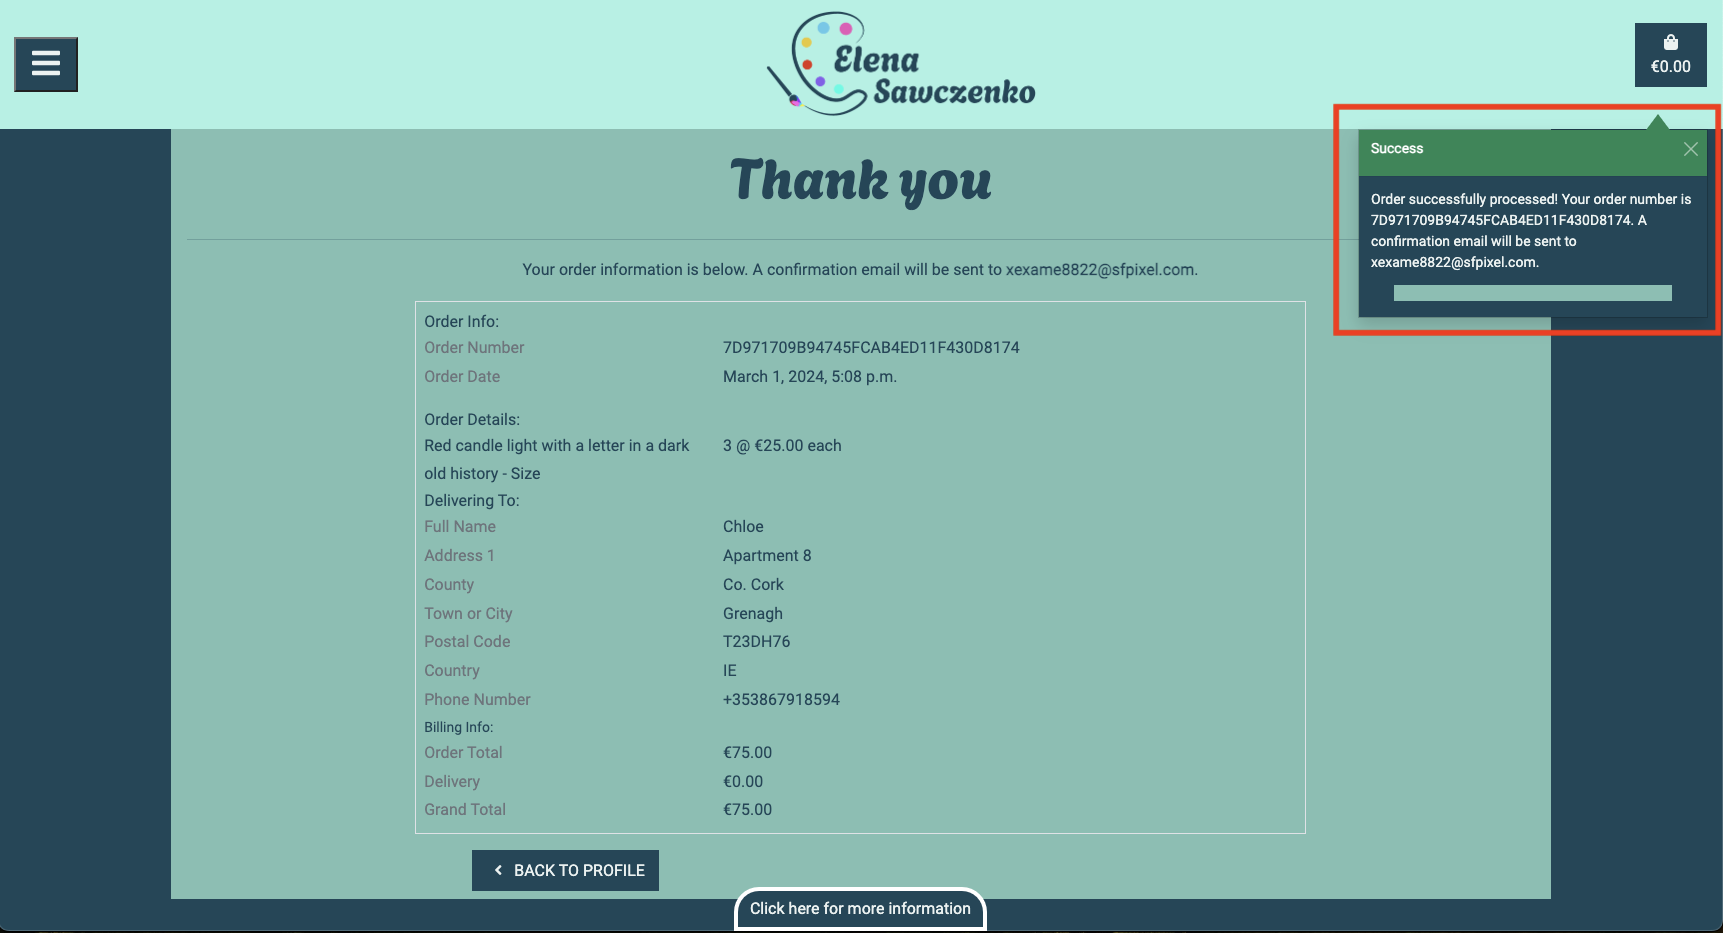 Elena
Sawczenko
€0.00
Success
Order successfully processed! Your order number is
7D971709B94745FCAB4ED11F430D8174. A
confirmation email will be sent to
xexame8822@sfpixel.com.
Thank you
Your order information is below. A confirmation email will be sent to xexame8822@sfpixel.com.
Order Info:
Order Number 7D971709B94745FCAB4ED11F430D8174
Order Date March 1, 2024, 5:08 p.m.
Order Details:
Red candle light with a letter in a dark 3 @ €25.00 each
old history - Size
Delivering To:
Full Name Chloe
Address 1 Apartment 8
County Co. Cork
Town or City Grenagh
Postal Code T23DH76
Country IE
Phone Number +353867918594
Billing Info:
Order Total €75.00
Delivery €0.00
Grand Total €75.00
BACK TO PROFILE
Click here for more information